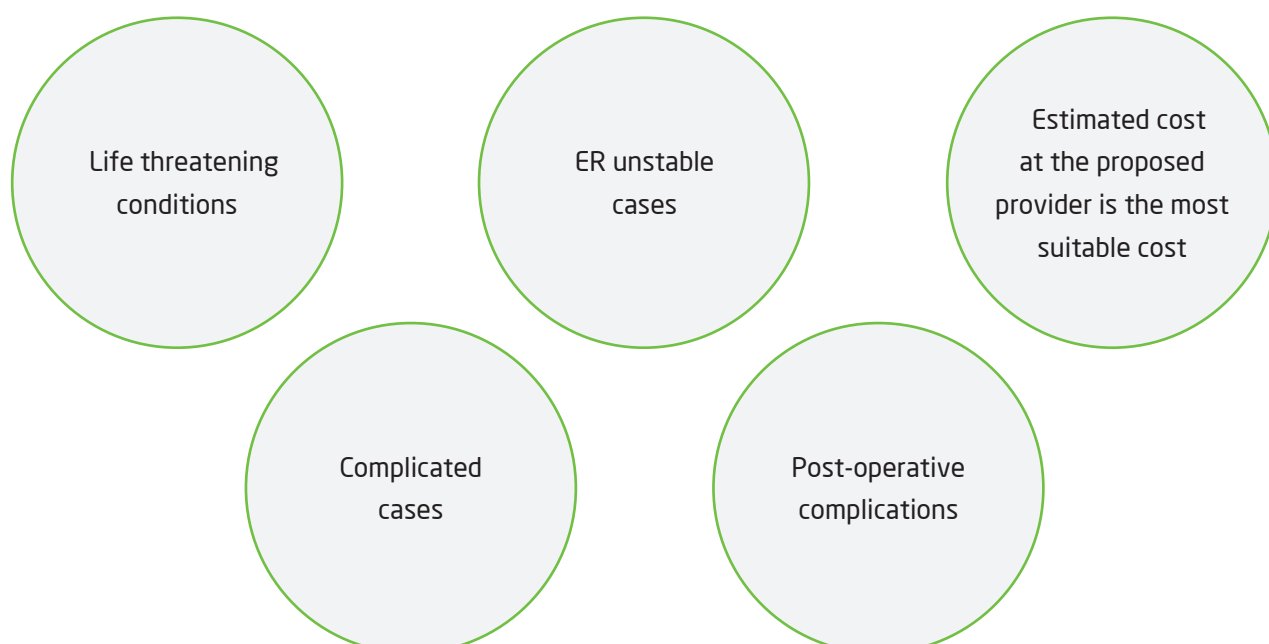 Life threatening
conditions
ER unstable
cases
Estimated cost
at the proposed
provider is the most
suitable cost
Complicated
cases
Post-operative
complications